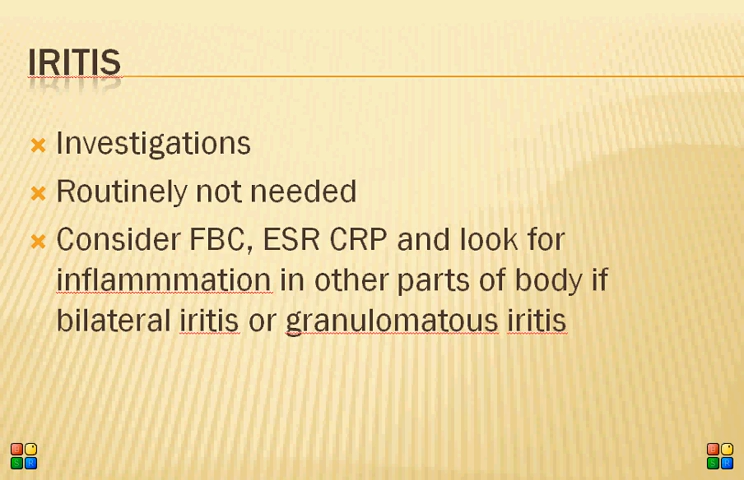 IRITIS
Investigations
Routinely not needed
Consider FBC, ESR CRP and look for
inflammmation in other parts of body if
bilateral iritis or granulomatous iritis